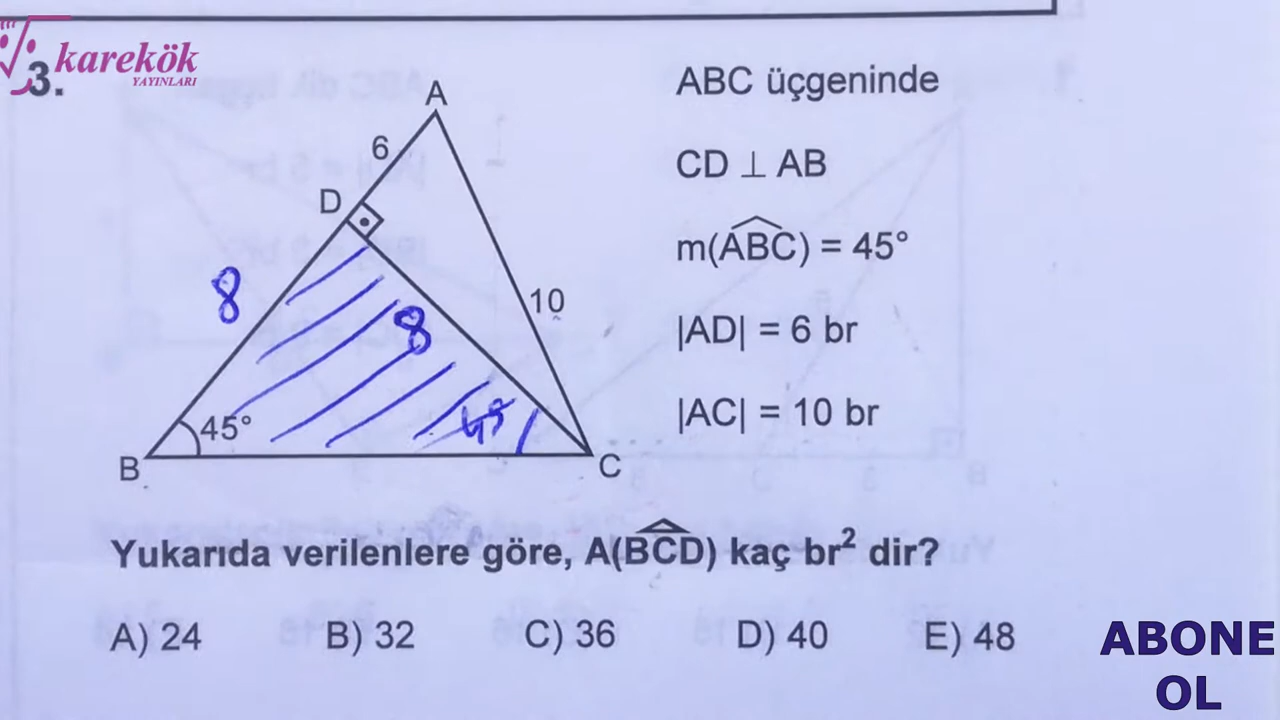 karekök
YAYINLARI
3.
A
6
D
8
8
10
45°
45
B
C
ABC üçgeninde
CD ⊥ AB
m(ABC) = 45°
|AD| = 6 br
|AC| = 10 br
Yukarıda verilenlere göre, A(BCD) kaç br² dir?
A) 24 B) 32 C) 36 D) 40 E) 48
ABONE
OL